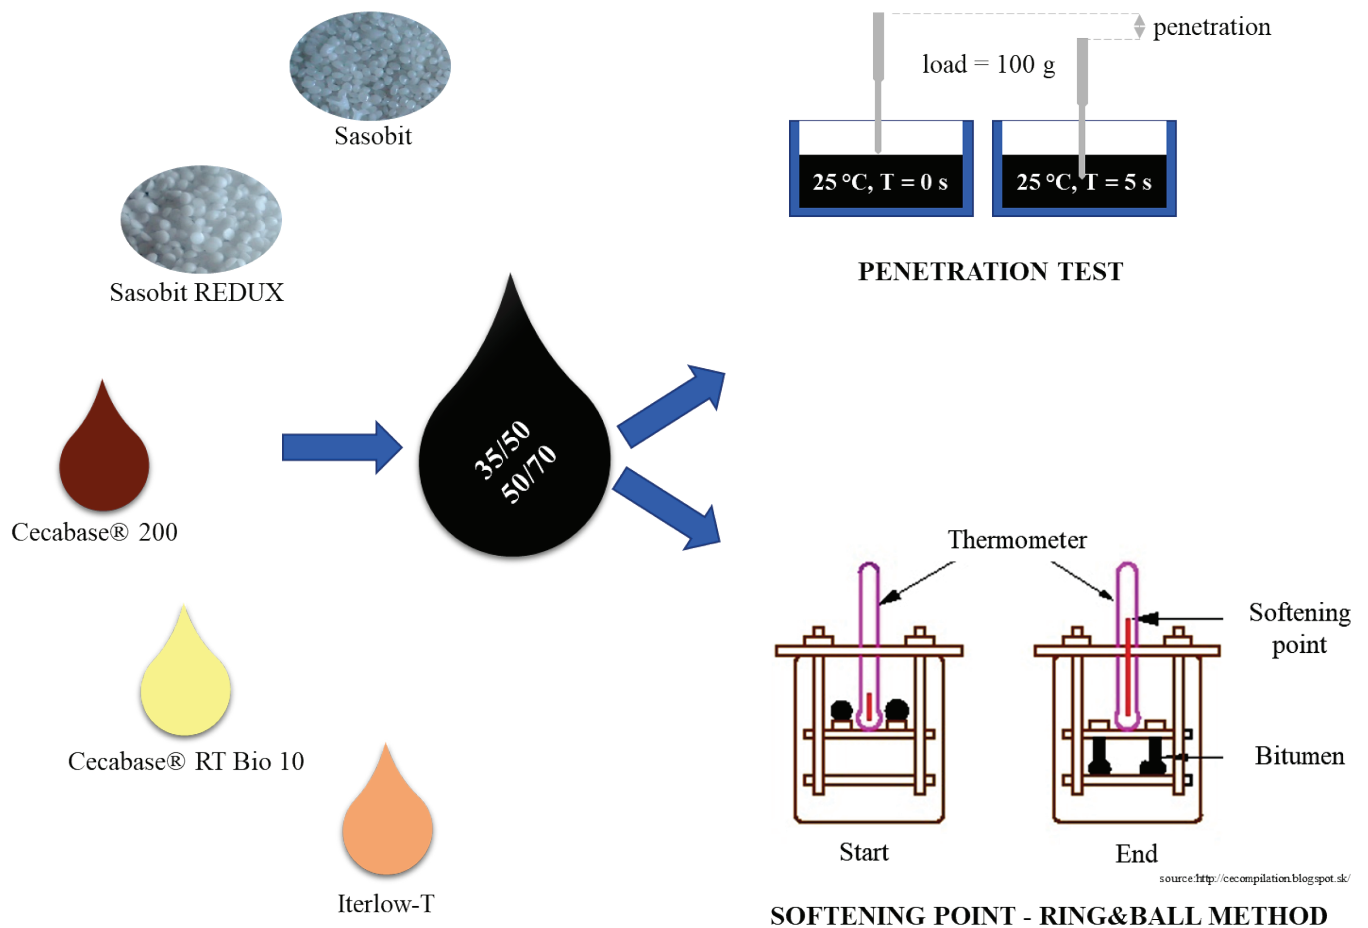 Sasobit
Sasobit REDUX
Cecabase® 200
Cecabase® RT Bio 10
Iterlow-T
35/50
50/70
penetration
load = 100 g
25 °C, T = 0 s
25 °C, T = 5 s
PENETRATION TEST
Thermometer
Softening
point
Bitumen
Start
End
source:http://cecompilation.blogspot.sk/
SOFTENING POINT - RING&BALL METHOD